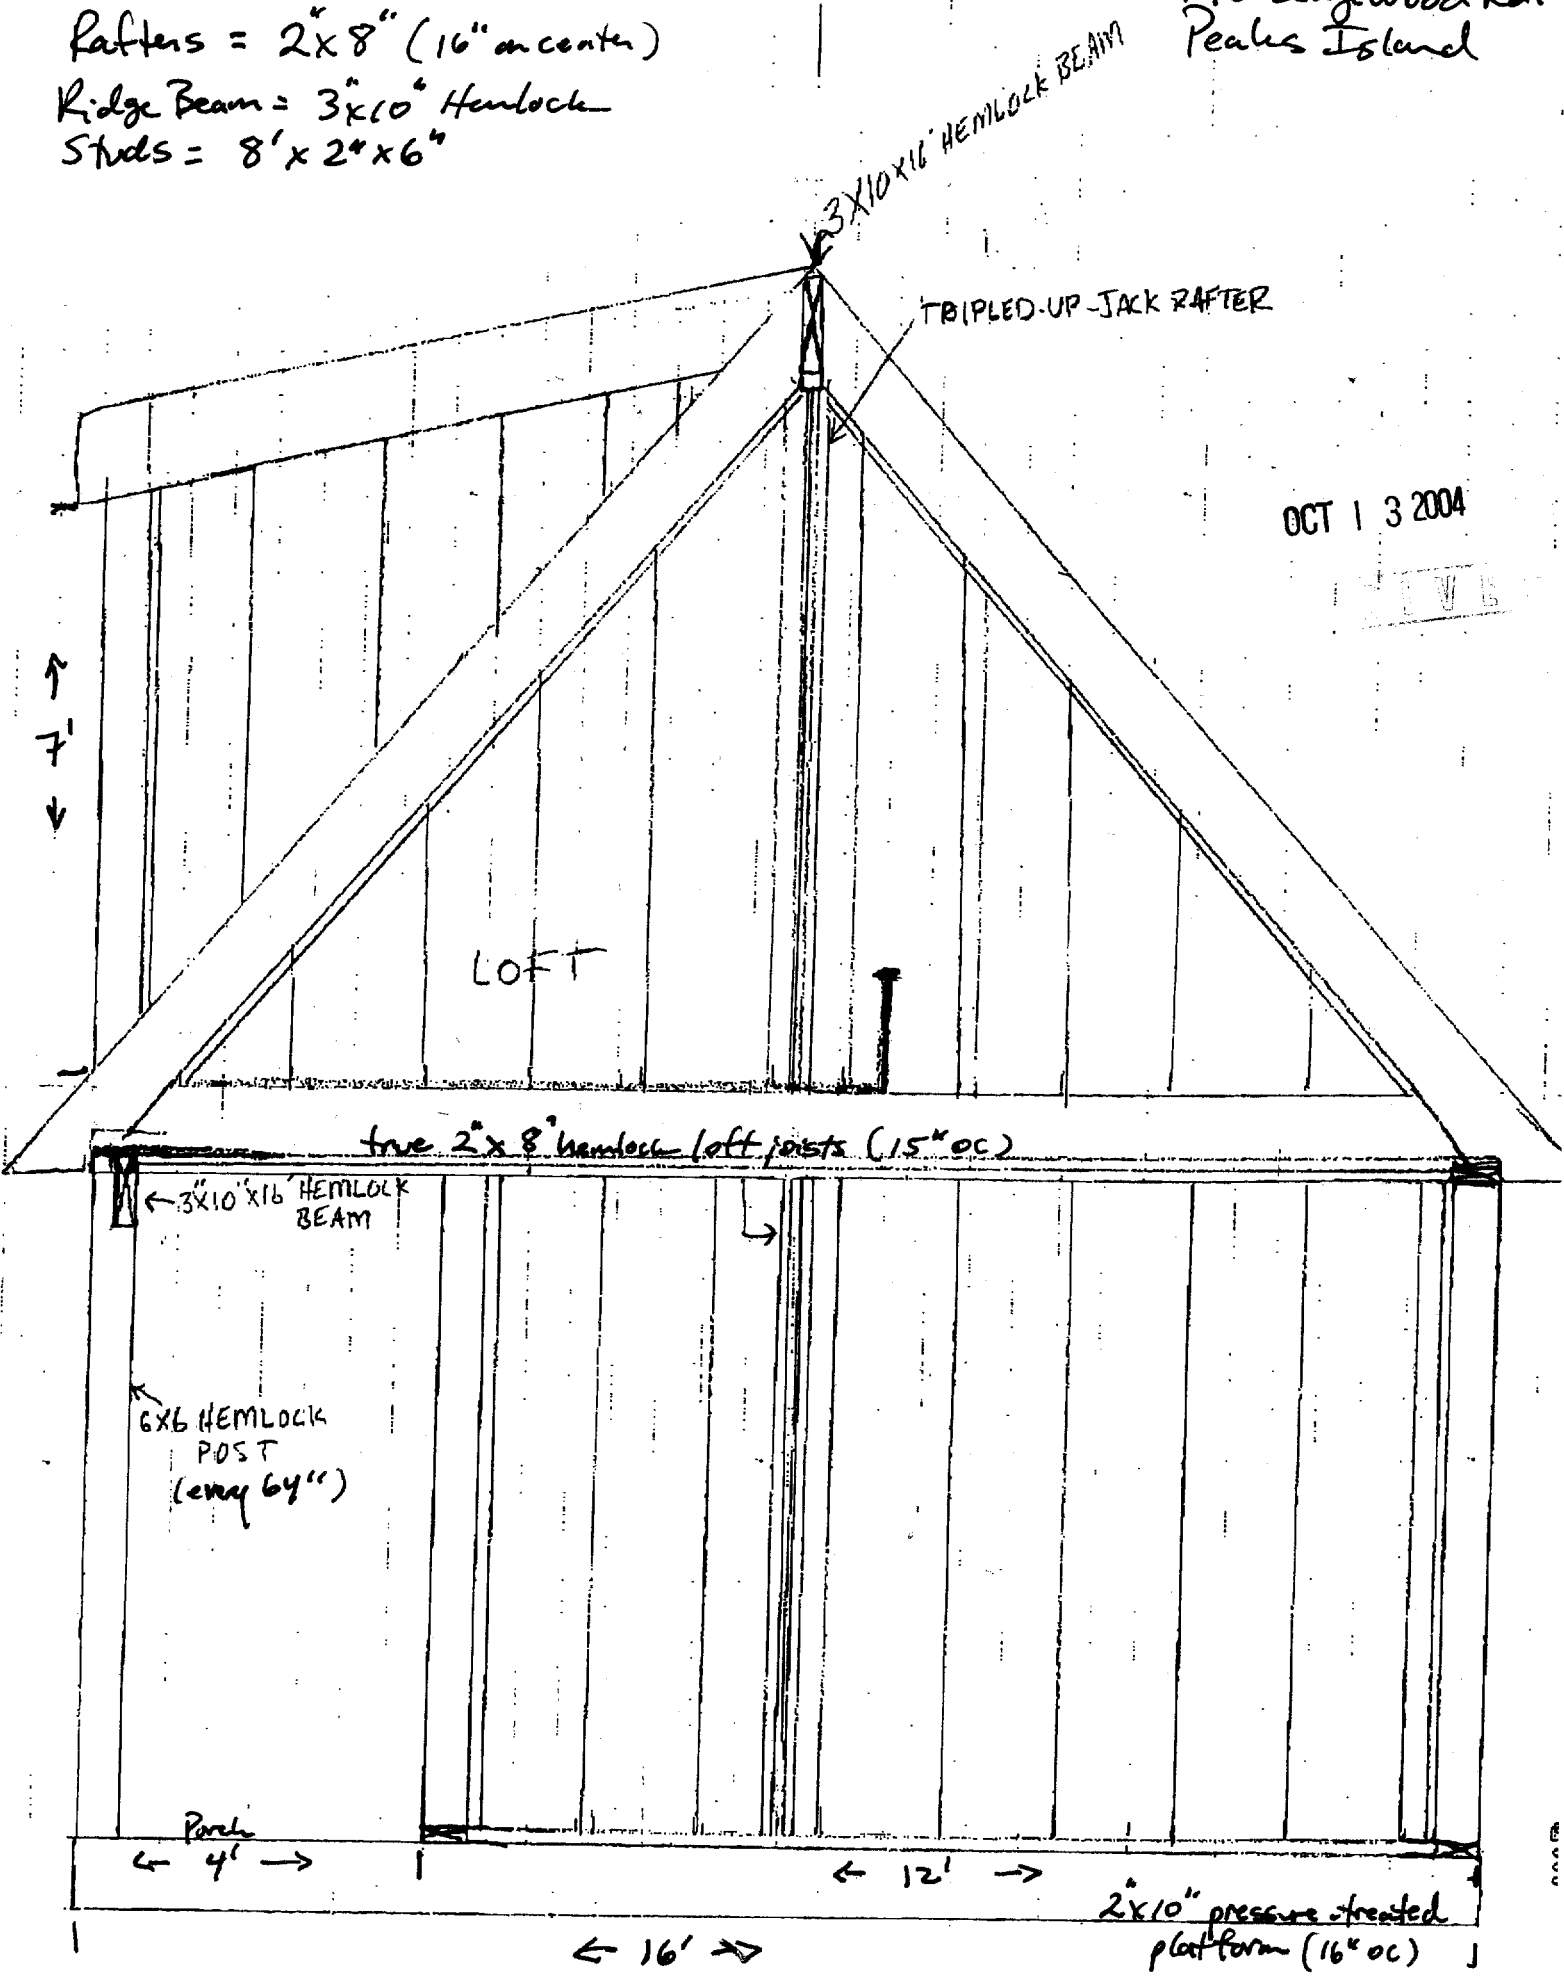 Rafters = 2"x 8" (16" on center)
Ridge Beam = 3"x10" Hemlock
Studs = 8' x 2" x 6"
Peaks Island
3X10X16' HEMLOCK BEAM
TRIPLED-UP-JACK RAFTER
OCT 1 3 2004
7'
LOFT
true 2"x 8" hemlock loft joists (15" oc)
3"X10"X16' HEMLOCK
BEAM
6X6 HEMLOCK
POST
(every 64")
Porch
4'
12'
2"x10" pressure-treated
platform (16" oc)
16'